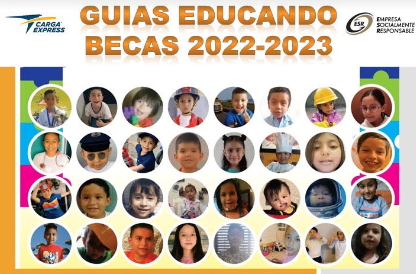 CARGA
EXPRESS
GUIAS EDUCANDO
BECAS 2022-2023
ESR
EMPRESA
SOCIALMENTE
RESPONSABLE